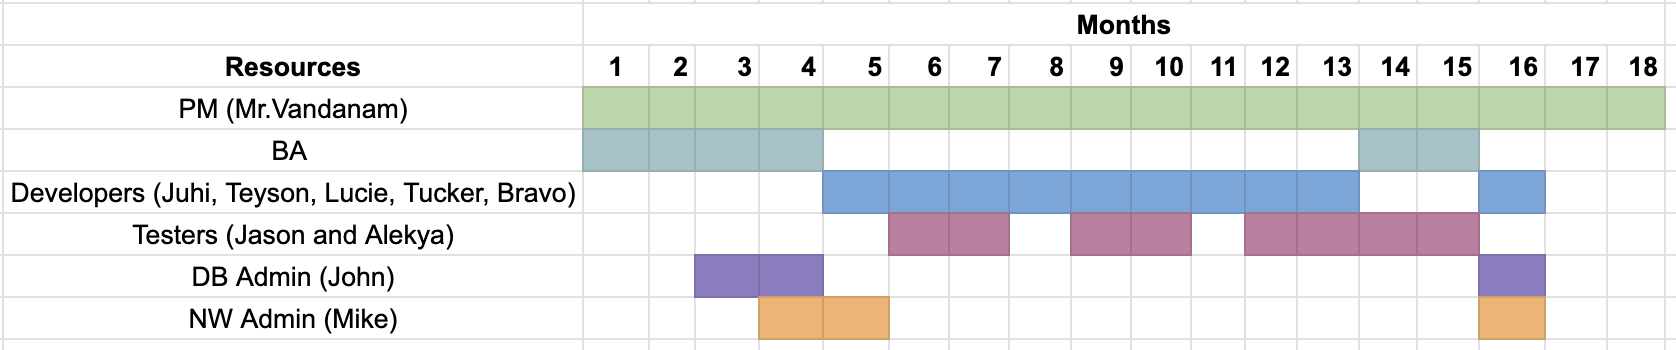 Months
Resources 1 2 3 4 5 6 7 8 9 10 11 12 13 14 15 16 17 18
PM (Mr.Vandanam)
BA
Developers (Juhi, Teyson, Lucie, Tucker, Bravo)
Testers (Jason and Alekya)
DB Admin (John)
NW Admin (Mike)